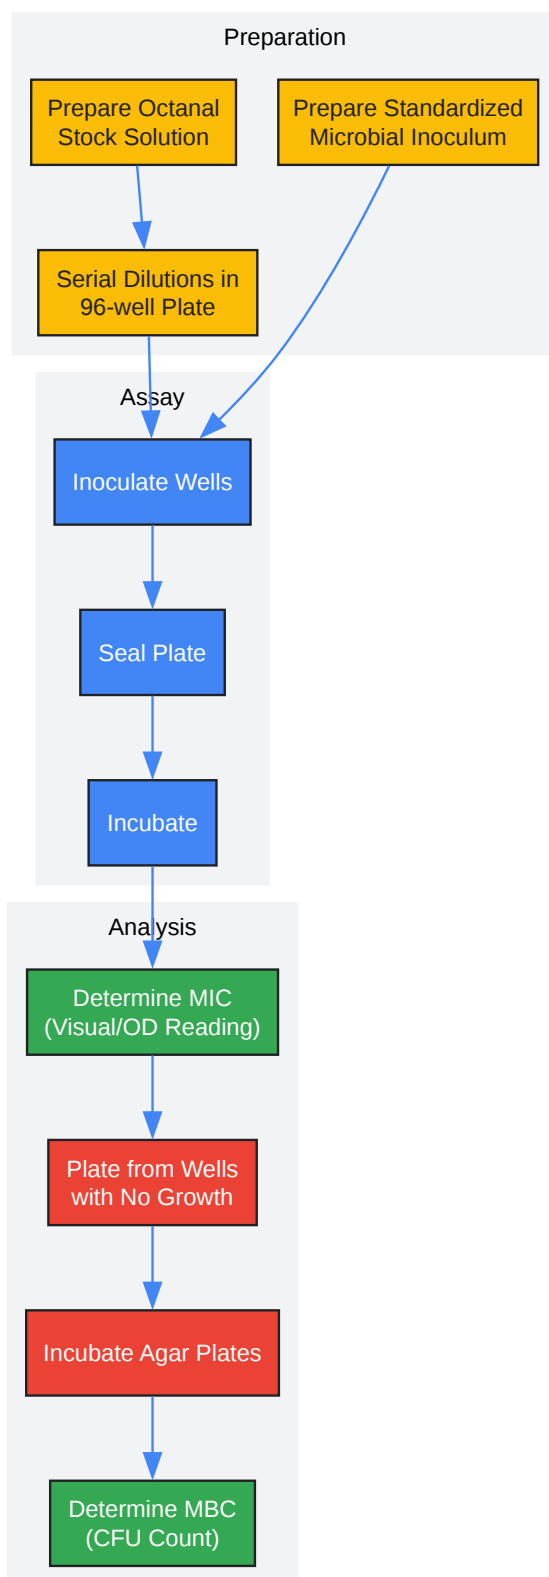 Preparation
Prepare Octanal
Stock Solution
Prepare Standardized
Microbial Inoculum
Serial Dilutions in
96-well Plate
Assay
Inoculate Wells
Seal Plate
Incubate
Analysis
Determine MIC
(Visual/OD Reading)
Plate from Wells
with No Growth
Incubate Agar Plates
Determine MBC
(CFU Count)